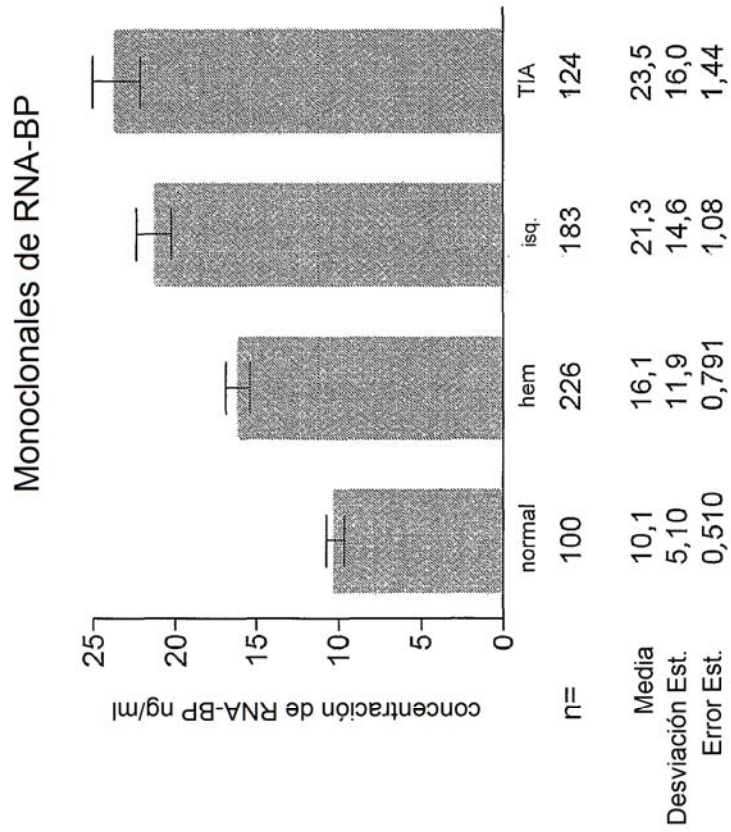 Monoclonales de RNA-BP
concentración de RNA-BP ng/ml
25
20
15
10
5
0
normal hem isq. TIA
n= 100 226 183 124
Media 10,1 16,1 21,3 23,5
Desviación Est. 5,10 11,9 14,6 16,0
Error Est. 0,510 0,791 1,08 1,44